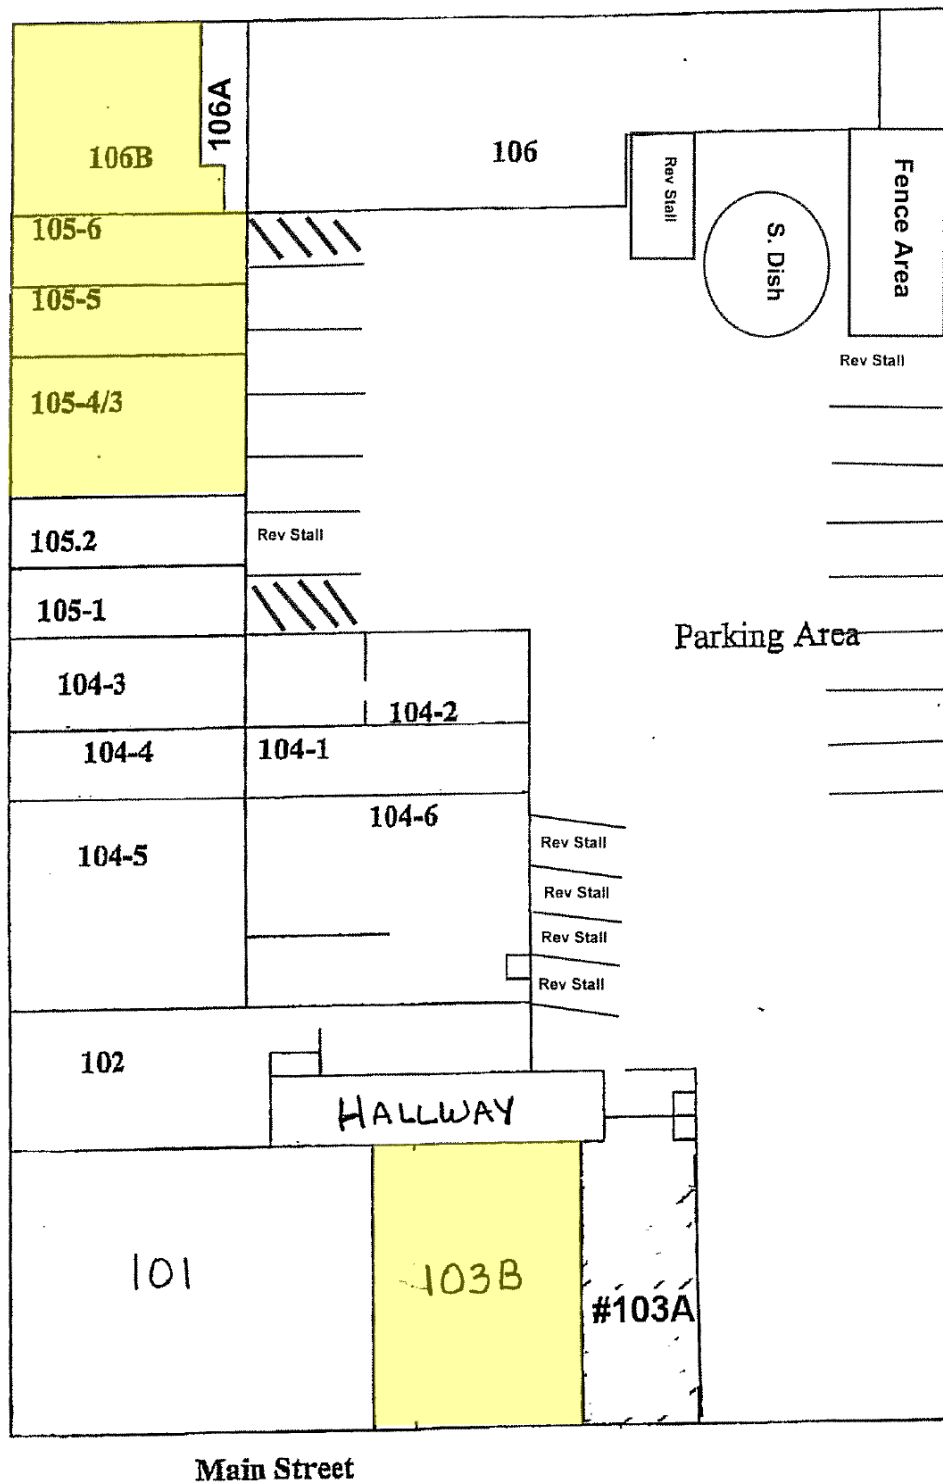 106A
106B
106
Rev Stall
S. Dish
Fence Area
105-6
105-5
Rev Stall
105-4/3
105.2
Rev Stall
105-1
Parking Area
104-3
104-2
104-4
104-1
104-6
104-5
Rev Stall
Rev Stall
Rev Stall
Rev Stall
102
HALLWAY
101
103B
#103A
Main Street